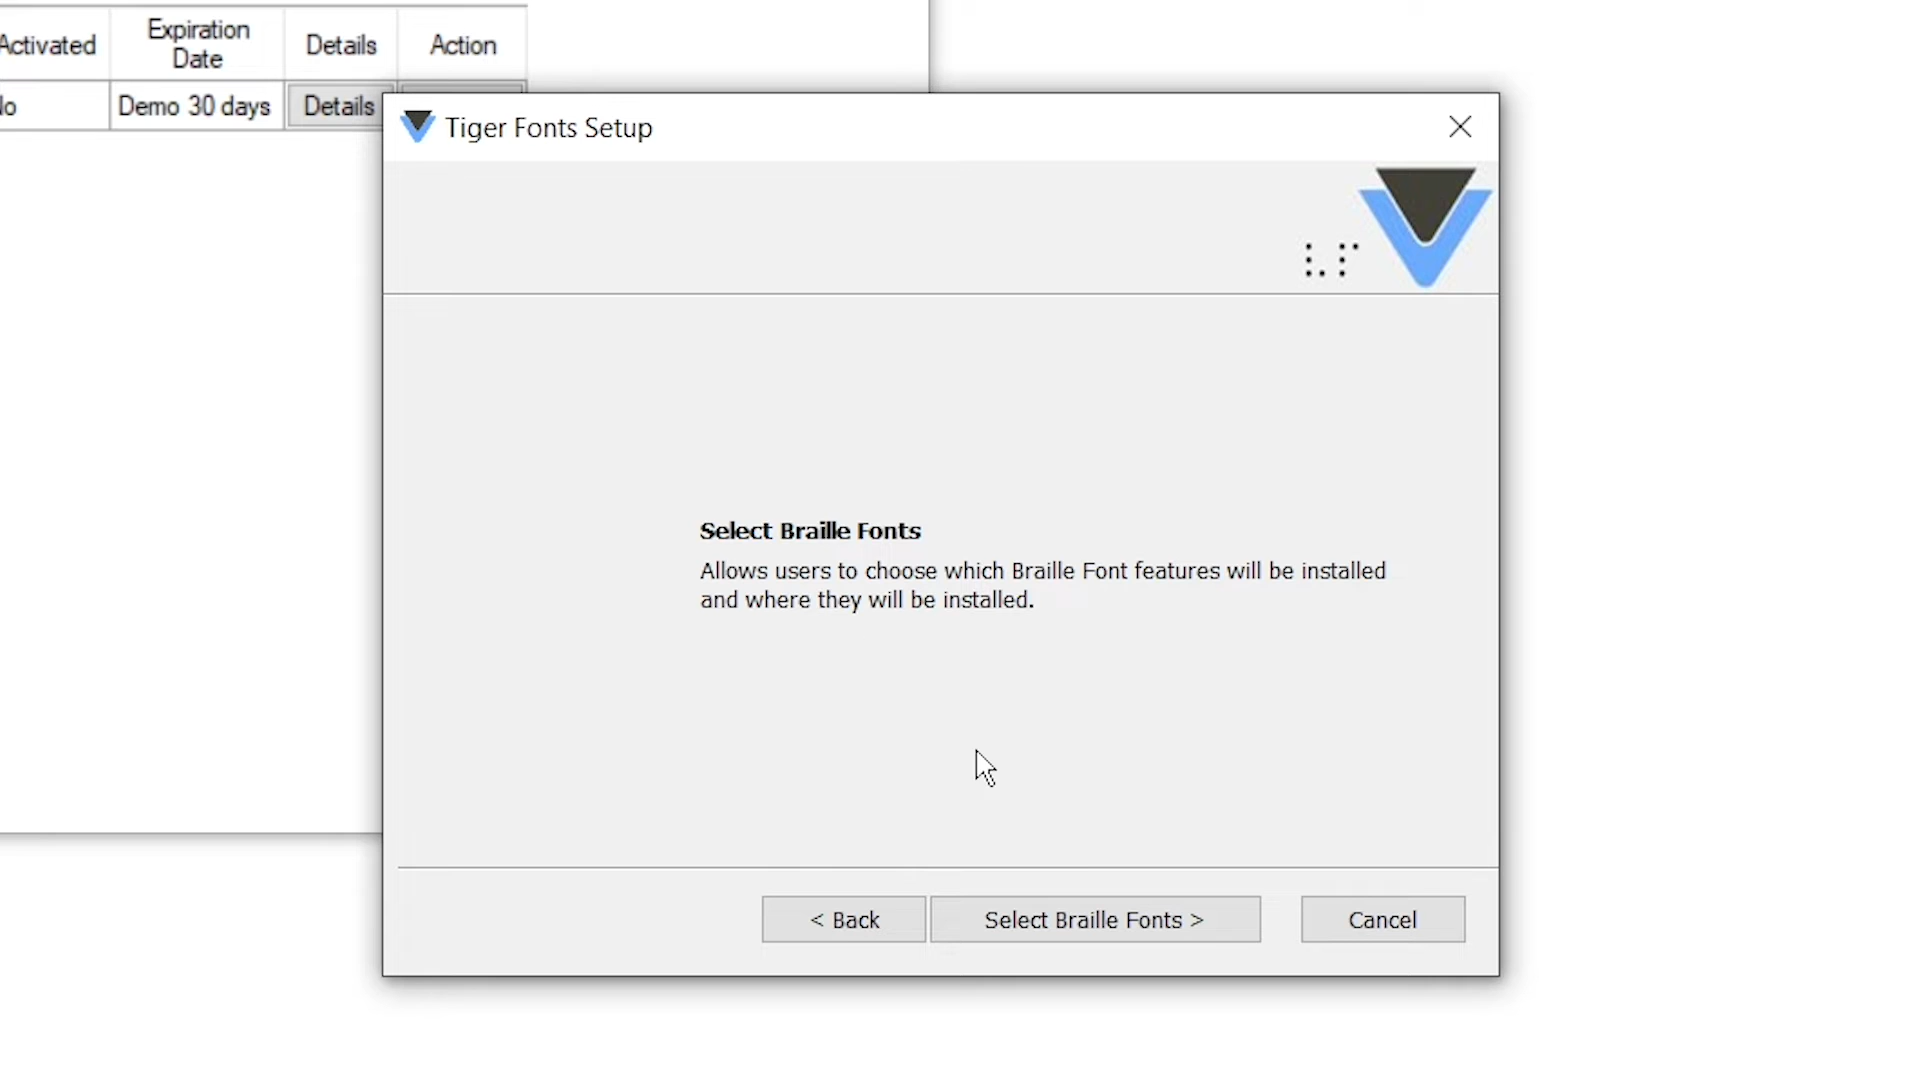 Activated
Expiration
Date
Details
Action
Demo 30 days
Details
Tiger Fonts Setup
Select Braille Fonts
Allows users to choose which Braille Font features will be installed
and where they will be installed.
< Back
Select Braille Fonts >
Cancel